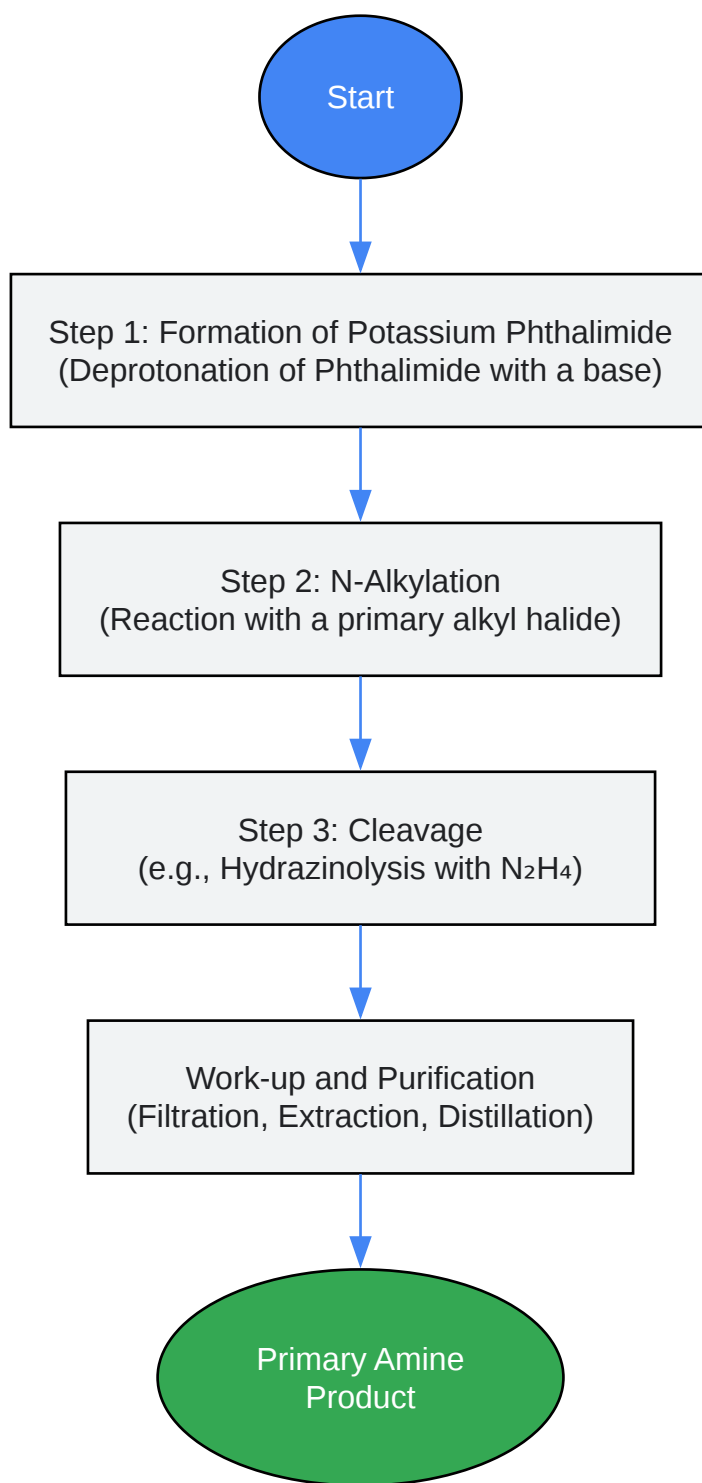 Start
Step 1: Formation of Potassium Phthalimide
(Deprotonation of Phthalimide with a base)
Step 2: N-Alkylation
(Reaction with a primary alkyl halide)
Step 3: Cleavage
(e.g., Hydrazinolysis with N₂H₄)
Work-up and Purification
(Filtration, Extraction, Distillation)
Primary Amine
Product